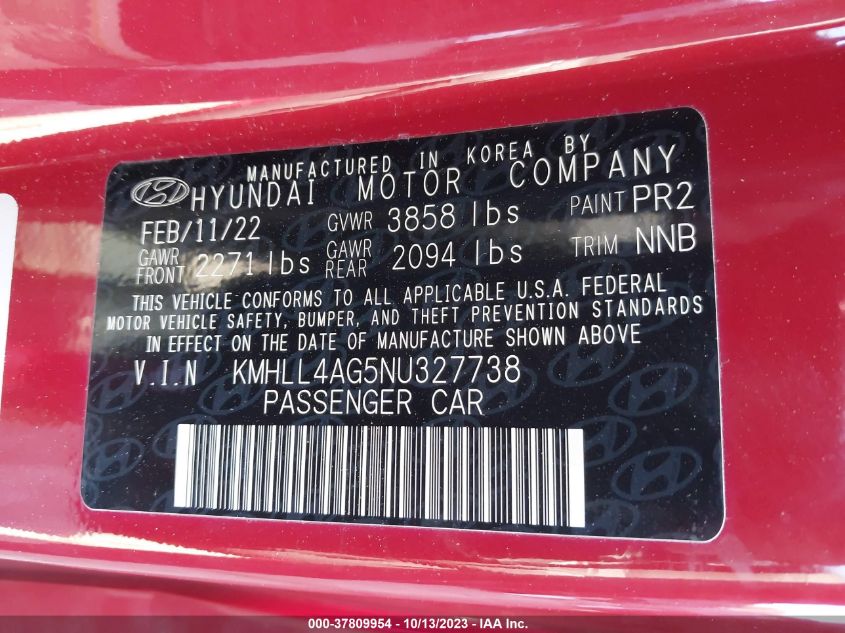 MANUFACTURED IN KOREA BY
HYUNDAI MOTOR COMPANY
FEB/11/22 GVWR 3858 lbs PAINT PR2
GAWR FRONT 2271 lbs GAWR REAR 2094 lbs TRIM NNB
THIS VEHICLE CONFORMS TO ALL APPLICABLE U.S.A. FEDERAL
MOTOR VEHICLE SAFETY, BUMPER, AND THEFT PREVENTION STANDARDS
IN EFFECT ON THE DATE OF MANUFACTURE SHOWN ABOVE
V.I.N KMHLL4AG5NU327738
PASSENGER CAR
000-37809954 - 10/13/2023 - IAA Inc.